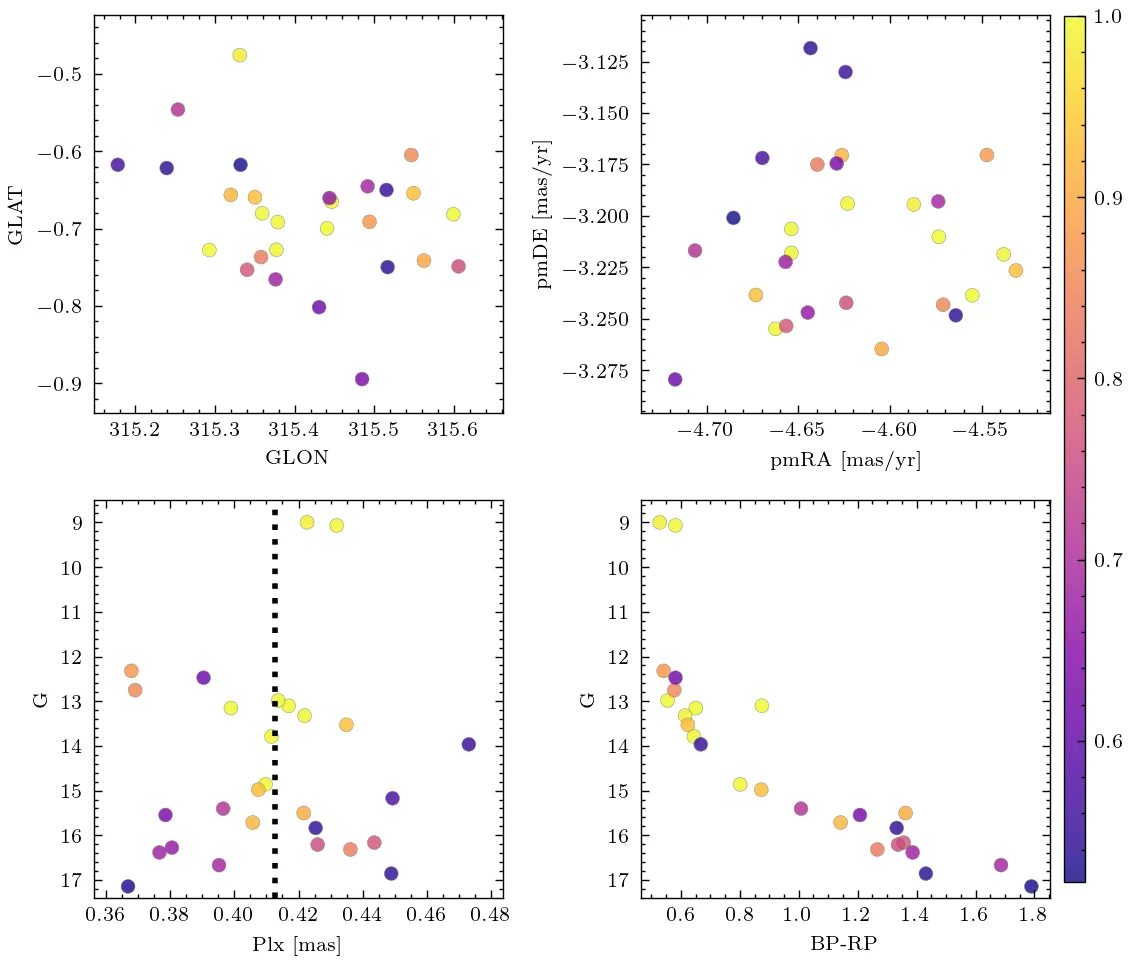 −0.5
−0.6
−0.7
−0.8
−0.9
GLAT
315.2 315.3 315.4 315.5 315.6
GLON
−3.125
−3.150
−3.175
−3.200
−3.225
−3.250
−3.275
pmDE [mas/yr]
−4.70 −4.65 −4.60 −4.55
pmRA [mas/yr]
1.0
0.9
0.8
0.7
0.6
9
10
11
12
13
14
15
16
17
G
0.36 0.38 0.40 0.42 0.44 0.46 0.48
Plx [mas]
9
10
11
12
13
14
15
16
17
G
0.6 0.8 1.0 1.2 1.4 1.6 1.8
BP-RP